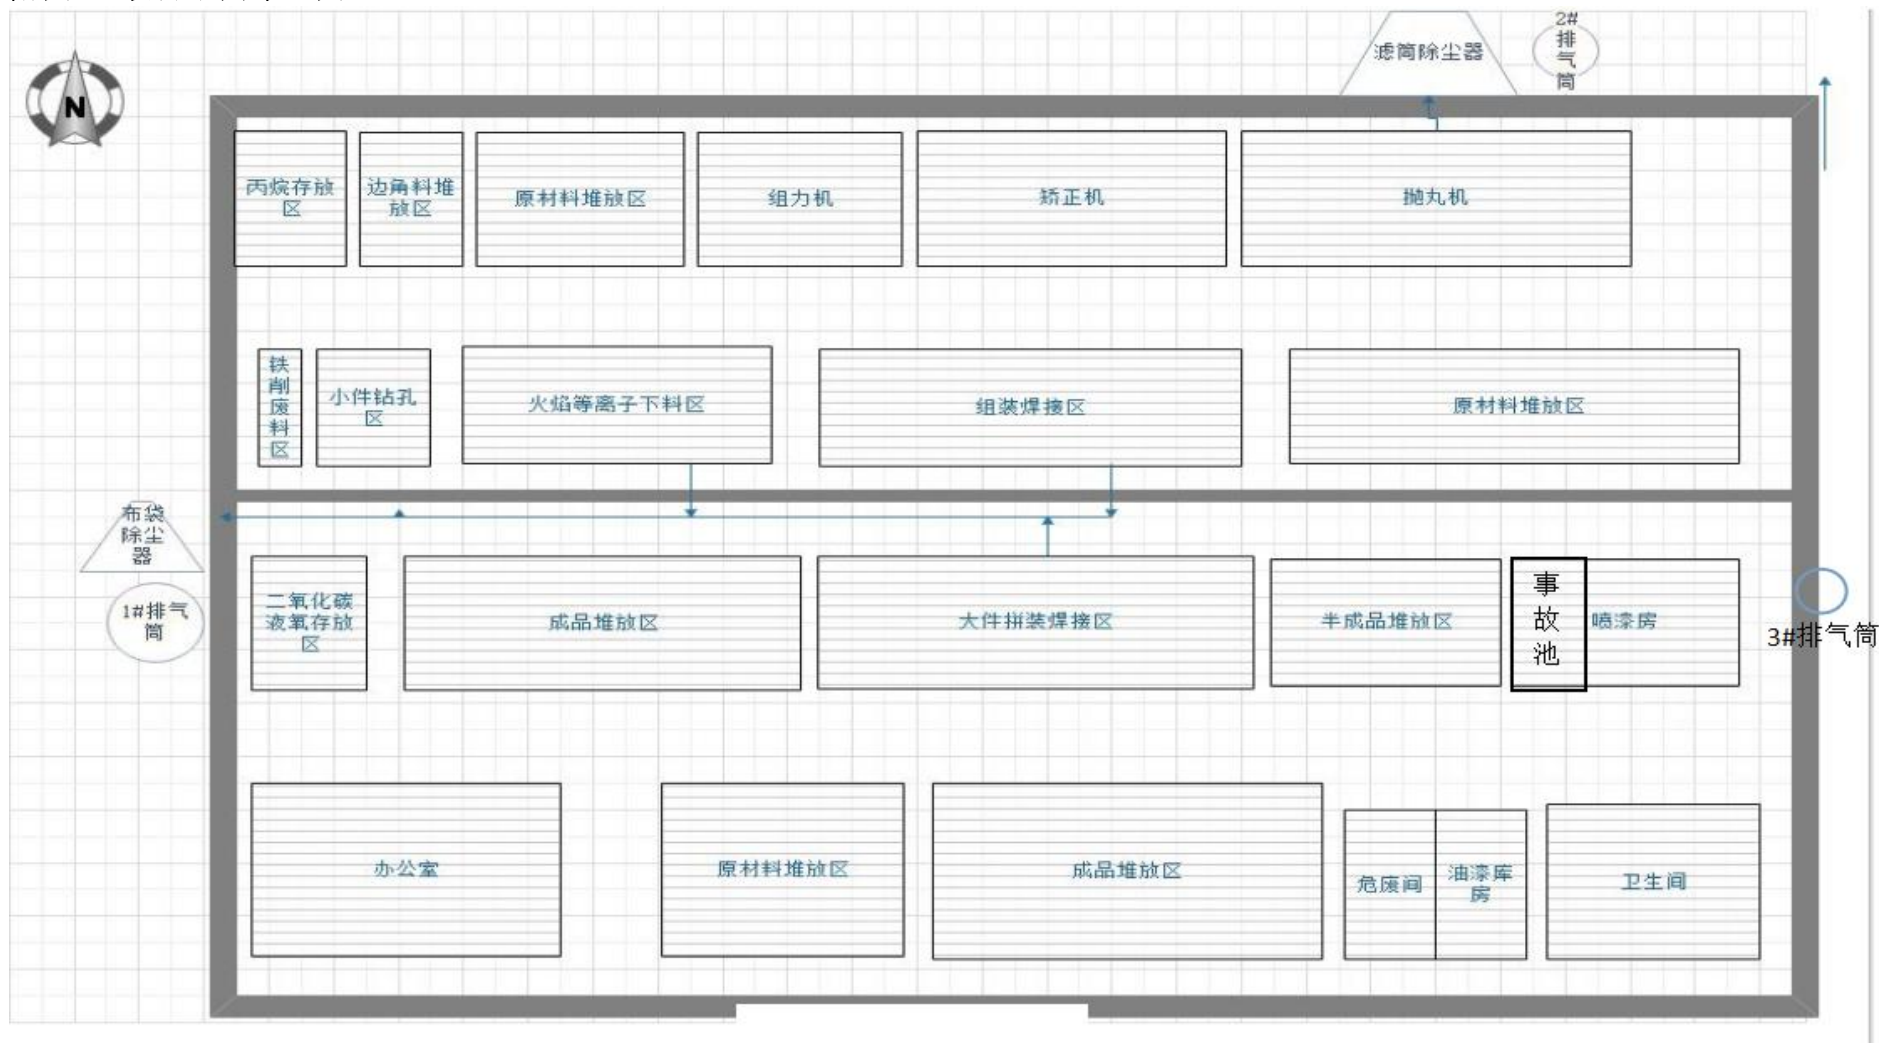 滤筒除尘器
2#
排
气
筒
N
丙烷存放
区
边角料堆
放区
原材料堆放区
组力机
矫正机
抛丸机
铁
削
废
料
区
小件钻孔
区
火焰等离子下料区
组装焊接区
原材料堆放区
布袋
除尘
器
1#排气
筒
二氧化碳
液氧存放
区
成品堆放区
大件拼装焊接区
半成品堆放区
事
故
池
喷漆房
3#排气筒
办公室
原材料堆放区
成品堆放区
危废间
油漆库
房
卫生间